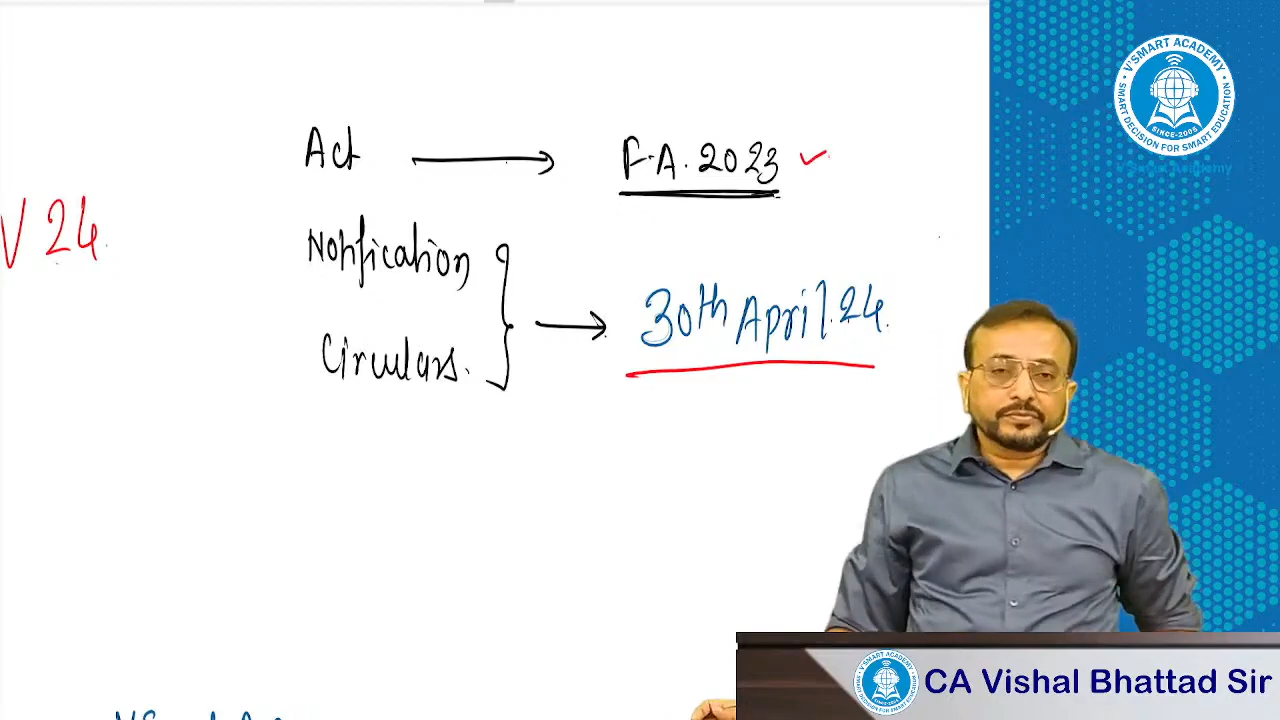 V'SMART ACADEMY
SMART DECISION FOR SMART EDUCATION
SINCE-2005
Act → F.A. 2023 ✓
V 24
Notification
30th April. 24.
Circulars.
CA Vishal Bhattad Sir